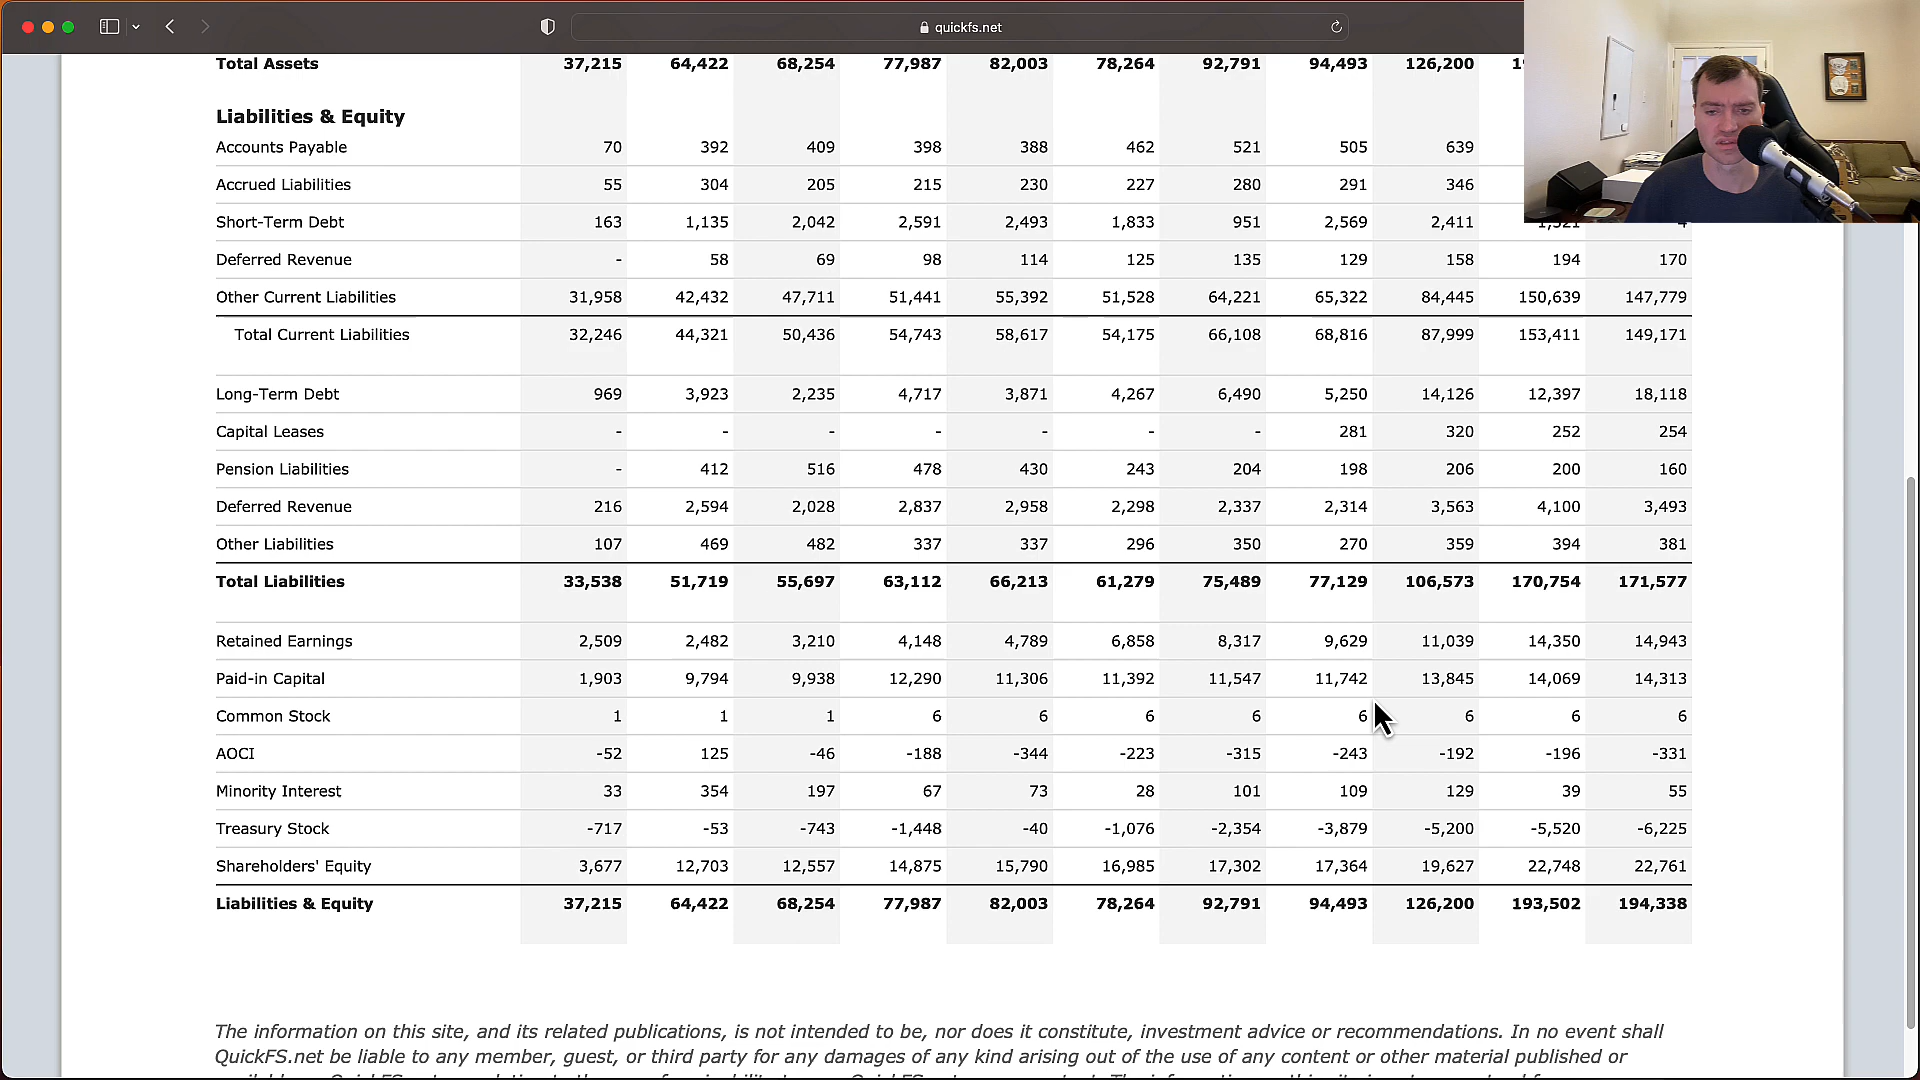 quickfs.net
Total Assets 37,215 64,422 68,254 77,987 82,003 78,264 92,791 94,493 126,200
Liabilities & Equity
Accounts Payable 70 392 409 398 388 462 521 505 639
Accrued Liabilities 55 304 205 215 230 227 280 291 346
Short-Term Debt 163 1,135 2,042 2,591 2,493 1,833 951 2,569 2,411
Deferred Revenue - 58 69 98 114 125 135 129 158 194 170
Other Current Liabilities 31,958 42,432 47,711 51,441 55,392 51,528 64,221 65,322 84,445 150,639 147,779
Total Current Liabilities 32,246 44,321 50,436 54,743 58,617 54,175 66,108 68,816 87,999 153,411 149,171
Long-Term Debt 969 3,923 2,235 4,717 3,871 4,267 6,490 5,250 14,126 12,397 18,118
Capital Leases - - - - - - - 281 320 252 254
Pension Liabilities - 412 516 478 430 243 204 198 206 200 160
Deferred Revenue 216 2,594 2,028 2,837 2,958 2,298 2,337 2,314 3,563 4,100 3,493
Other Liabilities 107 469 482 337 337 296 350 270 359 394 381
Total Liabilities 33,538 51,719 55,697 63,112 66,213 61,279 75,489 77,129 106,573 170,754 171,577
Retained Earnings 2,509 2,482 3,210 4,148 4,789 6,858 8,317 9,629 11,039 14,350 14,943
Paid-in Capital 1,903 9,794 9,938 12,290 11,306 11,392 11,547 11,742 13,845 14,069 14,313
Common Stock 1 1 1 6 6 6 6 6 6 6 6
AOCI -52 125 -46 -188 -344 -223 -315 -243 -192 -196 -331
Minority Interest 33 354 197 67 73 28 101 109 129 39 55
Treasury Stock -717 -53 -743 -1,448 -40 -1,076 -2,354 -3,879 -5,200 -5,520 -6,225
Shareholders' Equity 3,677 12,703 12,557 14,875 15,790 16,985 17,302 17,364 19,627 22,748 22,761
Liabilities & Equity 37,215 64,422 68,254 77,987 82,003 78,264 92,791 94,493 126,200 193,502 194,338
The information on this site, and its related publications, is not intended to be, nor does it constitute, investment advice or recommendations. In no event shall
QuickFS.net be liable to any member, guest, or third party for any damages of any kind arising out of the use of any content or other material published or